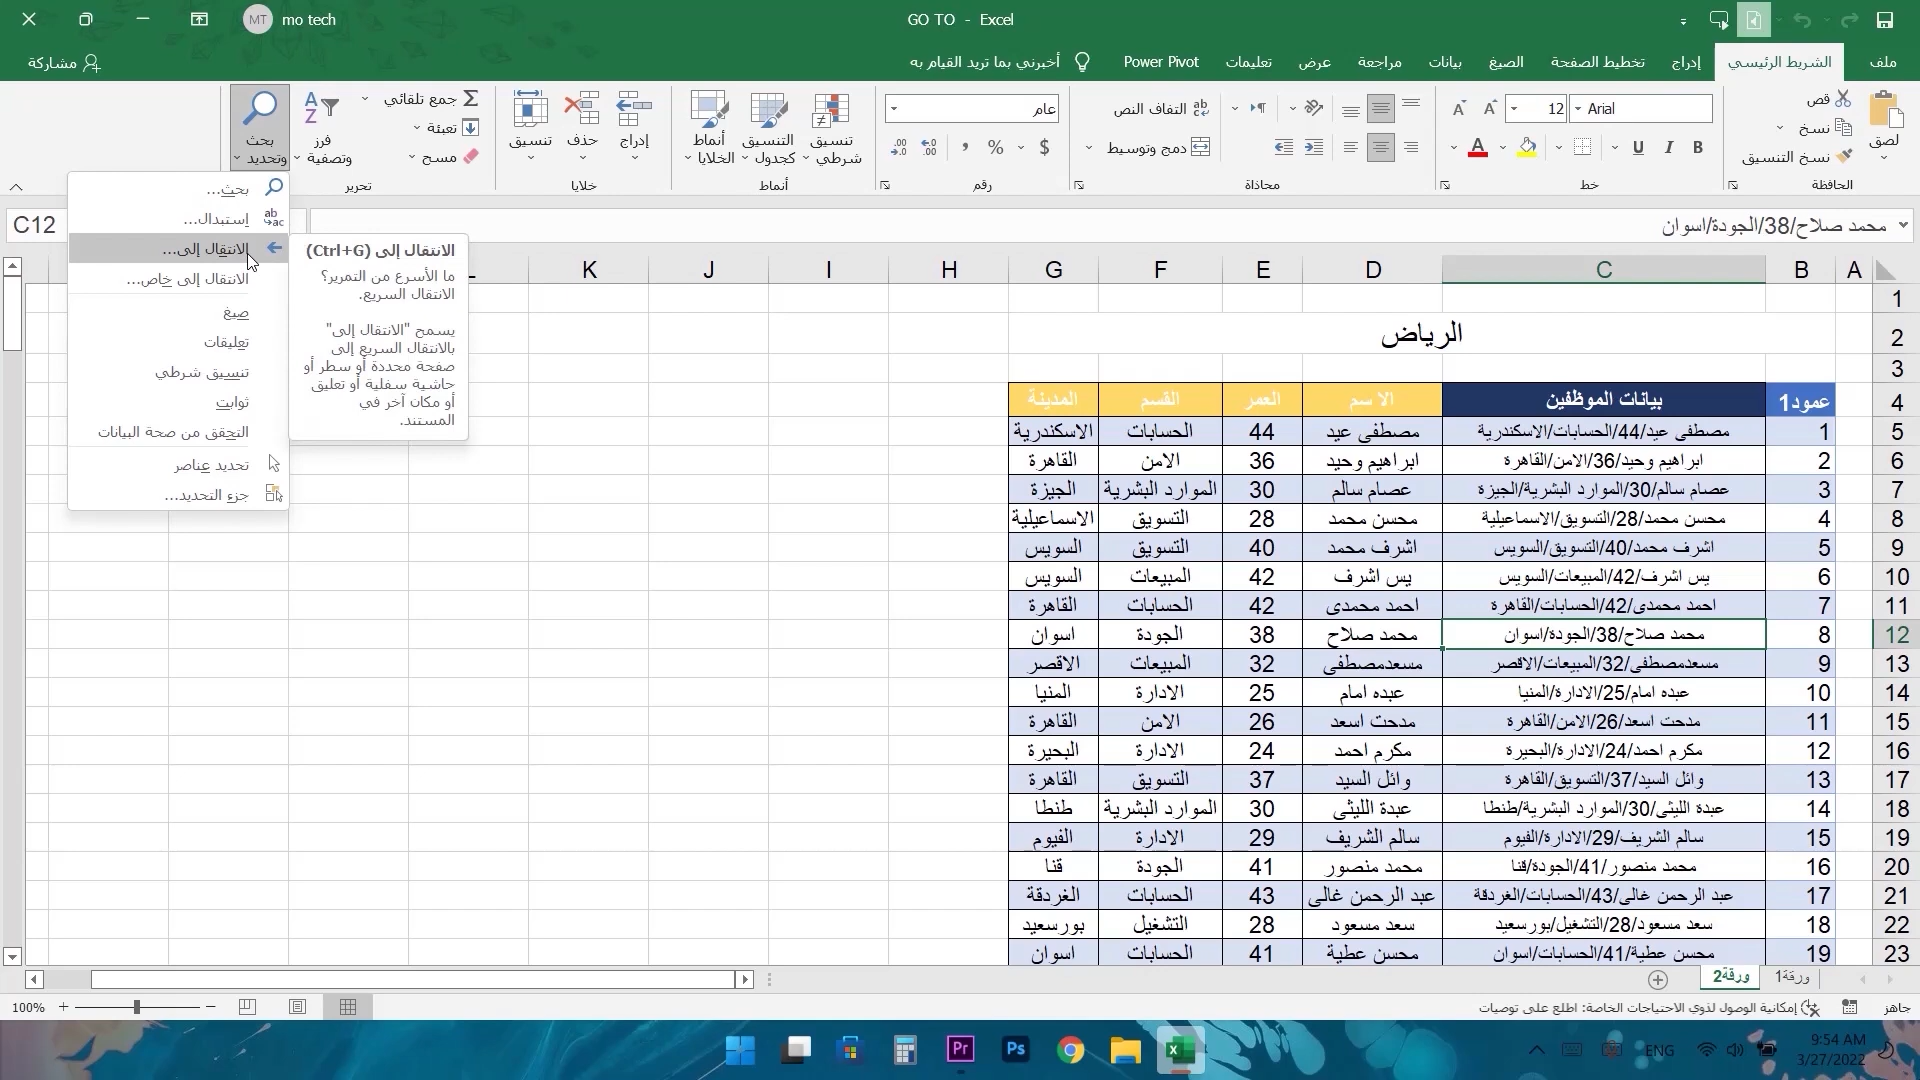 mo tech
GO TO - Excel
MT
ملف
الشريط الرئيسي
إدراج
تخطيط الصفحة
الصيغ
بيانات
مراجعة
عرض
تعليمات
Power Pivot
أخبرني بما تريد القيام به
مشاركة
لصق
قص
نسخ
نسخ التنسيق
الحافظة
Arial
12
B I U
خط
التفاف النص
دمج وتوسيط
محاذاة
عام
$ % ,
رقم
تنسيق شرطي
التنسيق كجدول
أنماط الخلايا
أنماط
إدراج
حذف
تنسيق
خلايا
جمع تلقائي
تعبئة
مسح
فرز وتصفية
بحث وتحديد
تحرير
بحث...
استبدال...
الانتقال إلى...
الانتقال إلى خاص...
صيغ
تعليقات
تنسيق شرطي
ثوابت
التحقق من صحة البيانات
تحديد عناصر
جزء التحديد...
الانتقال إلى (Ctrl+G)
ما الأسرع من التمرير؟
الانتقال السريع.
يسمح "الانتقال إلى"
بالانتقال السريع إلى
صفحة محددة أو سطر أو
حاشية سفلية أو تعليق
أو مكان آخر في
المستند.
C12
محمد صلاح/38/الجودة/اسوان
A B C D E G F H I J K L
1
2 الرياض
3
4 عمود1 بيانات الموظفين الاسم العمر القسم المدينة
5 1 مصطفى عيد/44/الحسابات/الاسكندرية مصطفى عيد 44 الحسابات الاسكندرية
6 2 ابراهيم وحيد/36/الامن/القاهرة ابراهيم وحيد 36 الامن القاهرة
7 3 عصام سالم/30/الموارد البشرية/الجيزة عصام سالم 30 الموارد البشرية الجيزة
8 4 محسن محمد/28/التسويق/الاسماعيلية محسن محمد 28 التسويق الاسماعيلية
9 5 اشرف محمد/40/التسويق/السويس اشرف محمد 40 التسويق السويس
10 6 يس اشرف/42/المبيعات/السويس يس اشرف 42 المبيعات السويس
11 7 احمد محمدى/42/الحسابات/القاهرة احمد محمدى 42 الحسابات القاهرة
12 8 محمد صلاح/38/الجودة/اسوان محمد صلاح 38 الجودة اسوان
13 9 مسعدمصطفى/32/المبيعات/الاقصر مسعدمصطفى 32 المبيعات الاقصر
14 10 عبده امام/25/الادارة/المنيا عبده امام 25 الادارة المنيا
15 11 مدحت اسعد/26/الامن/القاهرة مدحت اسعد 26 الامن القاهرة
16 12 مكرم احمد/24/الادارة/البحيرة مكرم احمد 24 الادارة البحيرة
17 13 وائل السيد/37/التسويق/القاهرة وائل السيد 37 التسويق القاهرة
18 14 عبدة الليثى/30/الموارد البشرية/طنطا عبدة الليثى 30 الموارد البشرية طنطا
19 15 سالم الشريف/29/الادارة/الفيوم سالم الشريف 29 الادارة الفيوم
20 16 محمد منصور/41/الجودة/قنا محمد منصور 41 الجودة قنا
21 17 عبد الرحمن غالى/43/الحسابات/الغردقة عبد الرحمن غالى 43 الحسابات الغردقة
22 18 سعد مسعود/28/التشغيل/بورسعيد سعد مسعود 28 التشغيل بورسعيد
23 19 محسن عطية/41/الحسابات/اسوان محسن عطية 41 الحسابات اسوان
ورقة1
ورقة2
جاهز
إمكانية الوصول لذوي الاحتياجات الخاصة: اطلع على توصيات
100%
Pr
Ps
ENG
9:54 AM
3/27/2022